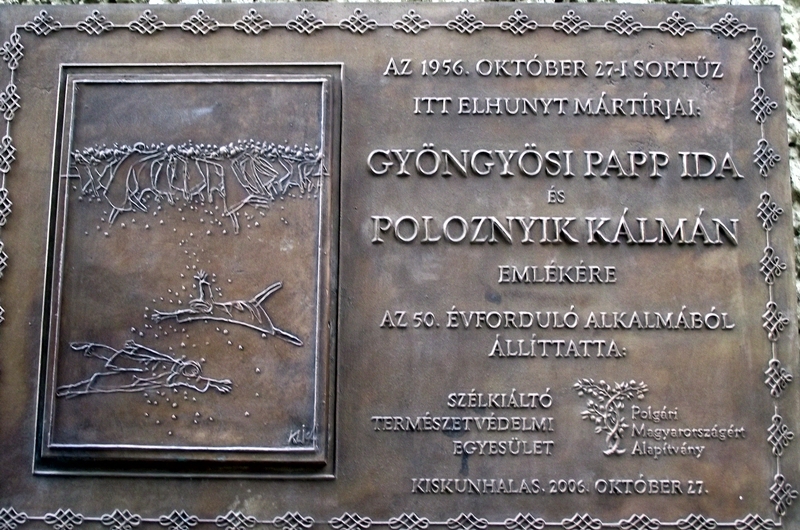 AZ 1956. OKTÓBER 27-I SORTŰZ
ITT ELHUNYT MÁRTÍRJAI:
GYÖNGYÖSI PAPP IDA
ÉS
POLOZNYIK KÁLMÁN
EMLÉKÉRE
AZ 50. ÉVFORDULÓ ALKALMÁBÓL
ÁLLÍTTATTA:
SZÉLKIÁLTÓ
TERMÉSZETVÉDELMI
EGYESÜLET
Polgári
Magyarországért
Alapítvány
KISKUNHALAS. 2006. OKTÓBER 27.